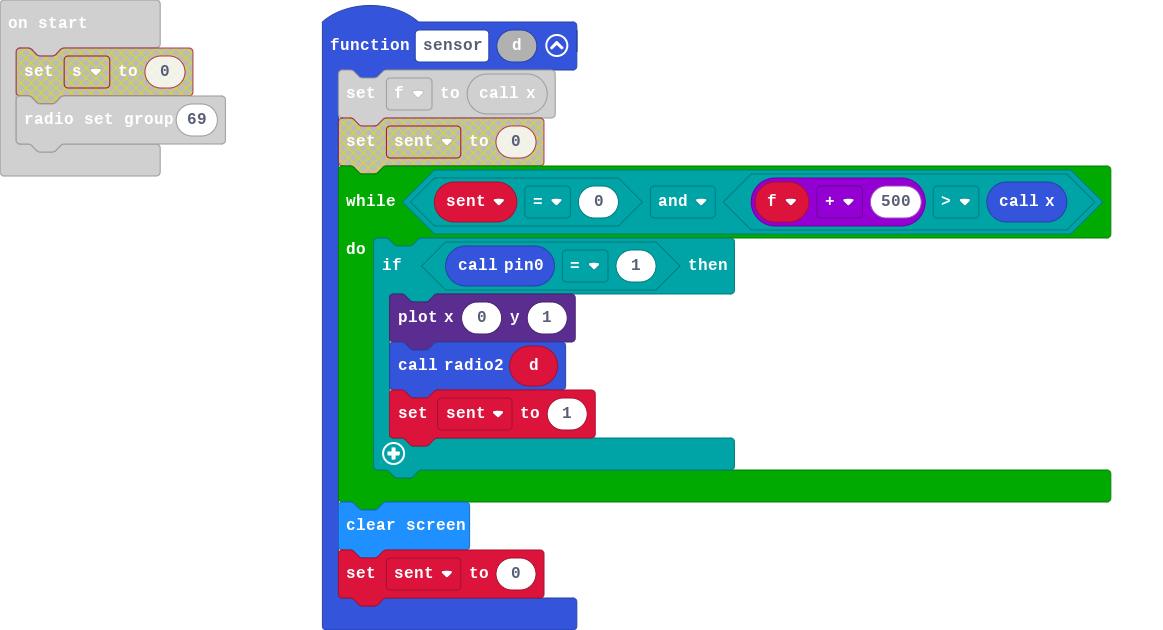 on start
set s to 0
radio set group 69
function sensor d
set f to call x
set sent to 0
while sent = 0 and f + 500 > call x
do
if call pin0 = 1 then
plot x 0 y 1
call radio2 d
set sent to 1
clear screen
set sent to 0